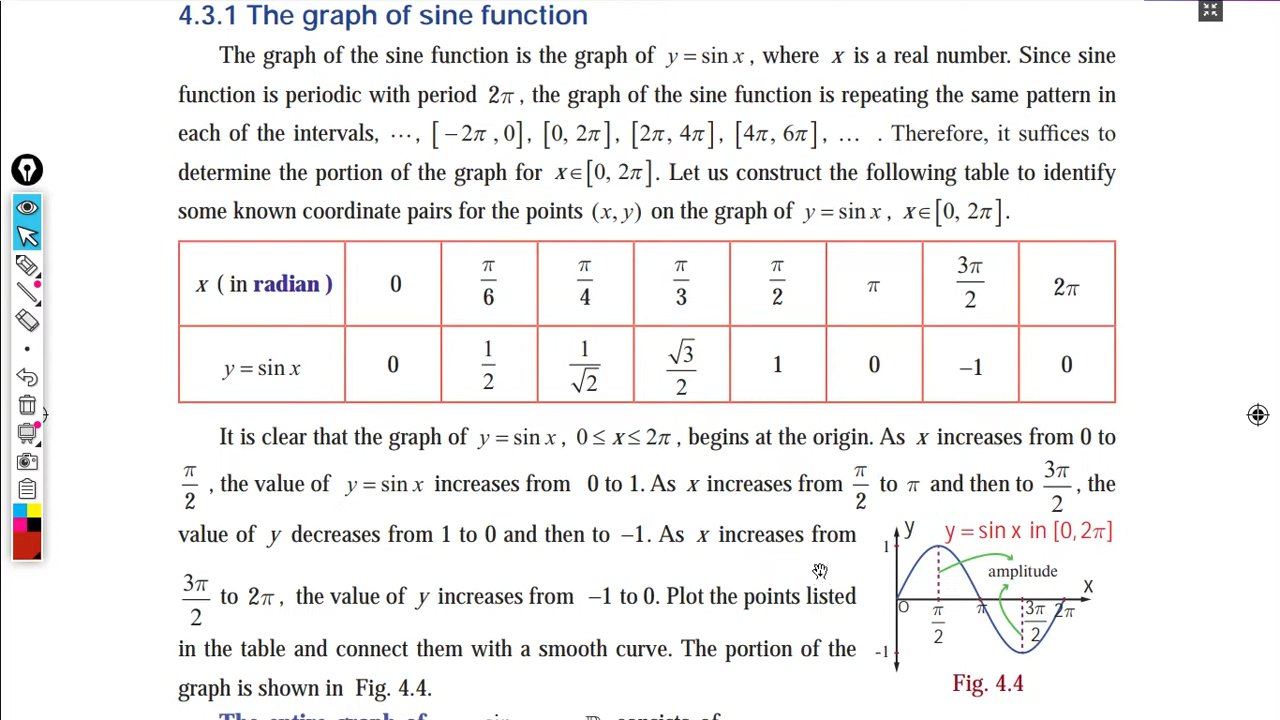 4.3.1 The graph of sine function
The graph of the sine function is the graph of y = sin x , where x is a real number. Since sine
function is periodic with period 2π , the graph of the sine function is repeating the same pattern in
each of the intervals, ⋯, [−2π , 0], [0, 2π], [2π, 4π], [4π, 6π], … . Therefore, it suffices to
determine the portion of the graph for x∈[0, 2π]. Let us construct the following table to identify
some known coordinate pairs for the points (x, y) on the graph of y = sin x , x∈[0, 2π].
x ( in radian ) 0 π/6 π/4 π/3 π/2 π 3π/2 2π
y = sin x 0 1/2 1/√2 √3/2 1 0 −1 0
It is clear that the graph of y = sin x , 0 ≤ x ≤ 2π , begins at the origin. As x increases from 0 to
π/2 , the value of y = sin x increases from 0 to 1. As x increases from π/2 to π and then to 3π/2 , the
value of y decreases from 1 to 0 and then to −1. As x increases from
3π/2 to 2π , the value of y increases from −1 to 0. Plot the points listed
in the table and connect them with a smooth curve. The portion of the
graph is shown in Fig. 4.4.
y y = sin x in [0, 2π]
1
amplitude
x
O π/2 π 3π/2 2π
-1
Fig. 4.4